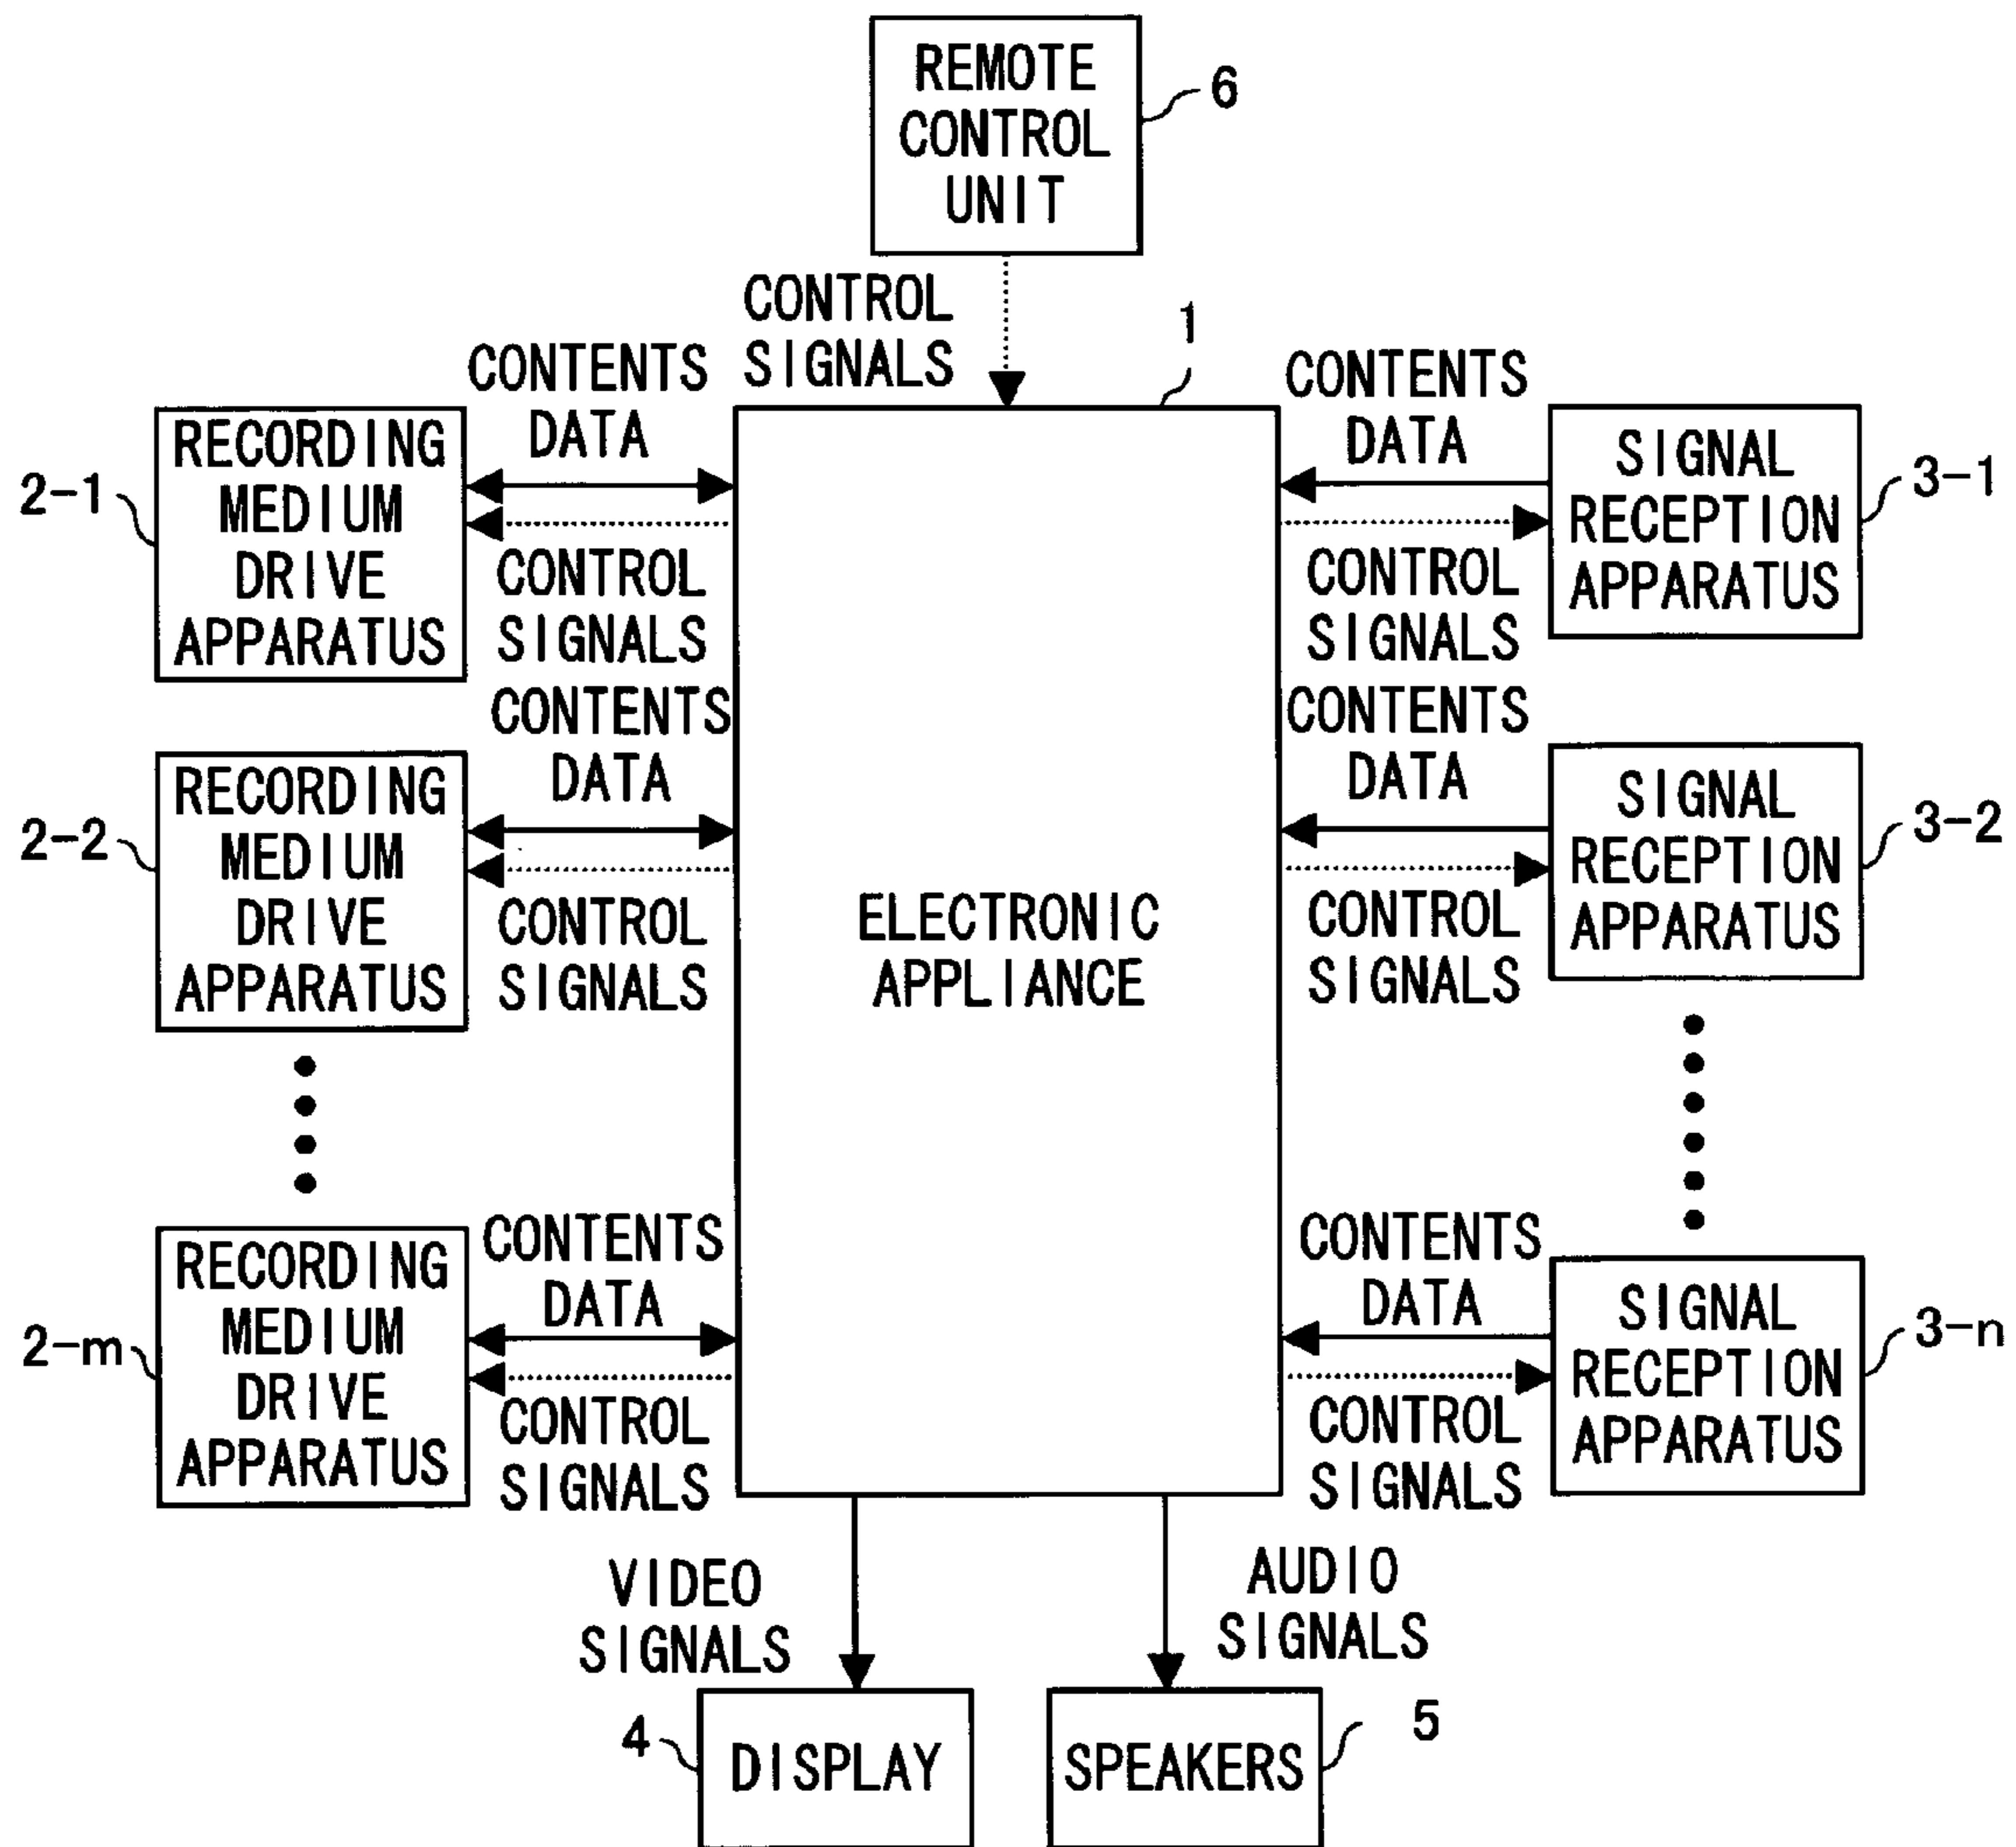 REMOTE
CONTROL
UNIT
6
CONTROL
SIGNALS
1
CONTENTS
DATA
CONTENTS
DATA
2-1
RECORDING
MEDIUM
DRIVE
APPARATUS
CONTROL
SIGNALS
CONTROL
SIGNALS
SIGNAL
RECEPTION
APPARATUS
3-1
CONTENTS
DATA
CONTENTS
DATA
2-2
RECORDING
MEDIUM
DRIVE
APPARATUS
CONTROL
SIGNALS
ELECTRONIC
APPLIANCE
CONTROL
SIGNALS
SIGNAL
RECEPTION
APPARATUS
3-2
CONTENTS
DATA
CONTENTS
DATA
2-m
RECORDING
MEDIUM
DRIVE
APPARATUS
CONTROL
SIGNALS
CONTROL
SIGNALS
SIGNAL
RECEPTION
APPARATUS
3-n
VIDEO
SIGNALS
AUDIO
SIGNALS
4
DISPLAY
SPEAKERS
5